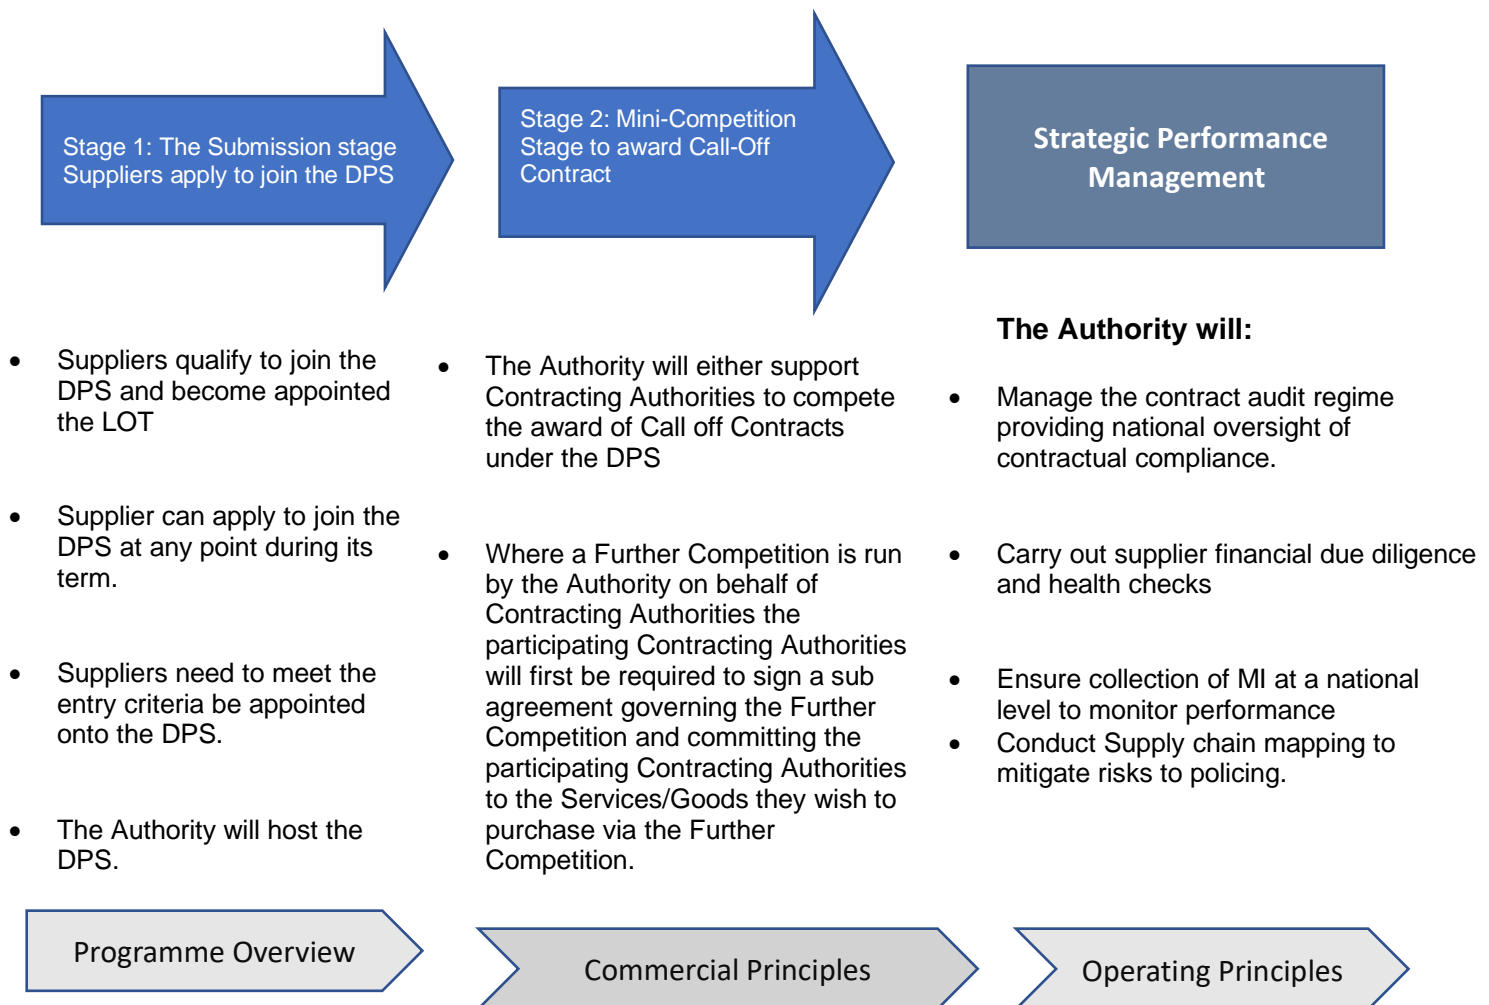 Stage 1: The Submission stage
Suppliers apply to join the DPS
Stage 2: Mini-Competition
Stage to award Call-Off
Contract
Strategic Performance
Management
• Suppliers qualify to join the
DPS and become appointed
the LOT
• Supplier can apply to join the
DPS at any point during its
term.
• Suppliers need to meet the
entry criteria be appointed
onto the DPS.
• The Authority will host the
DPS.
• The Authority will either support
Contracting Authorities to compete
the award of Call off Contracts
under the DPS
• Where a Further Competition is run
by the Authority on behalf of
Contracting Authorities the
participating Contracting Authorities
will first be required to sign a sub
agreement governing the Further
Competition and committing the
participating Contracting Authorities
to the Services/Goods they wish to
purchase via the Further
Competition.
The Authority will:
• Manage the contract audit regime
providing national oversight of
contractual compliance.
• Carry out supplier financial due diligence
and health checks
• Ensure collection of MI at a national
level to monitor performance
• Conduct Supply chain mapping to
mitigate risks to policing.
Programme Overview
Commercial Principles
Operating Principles